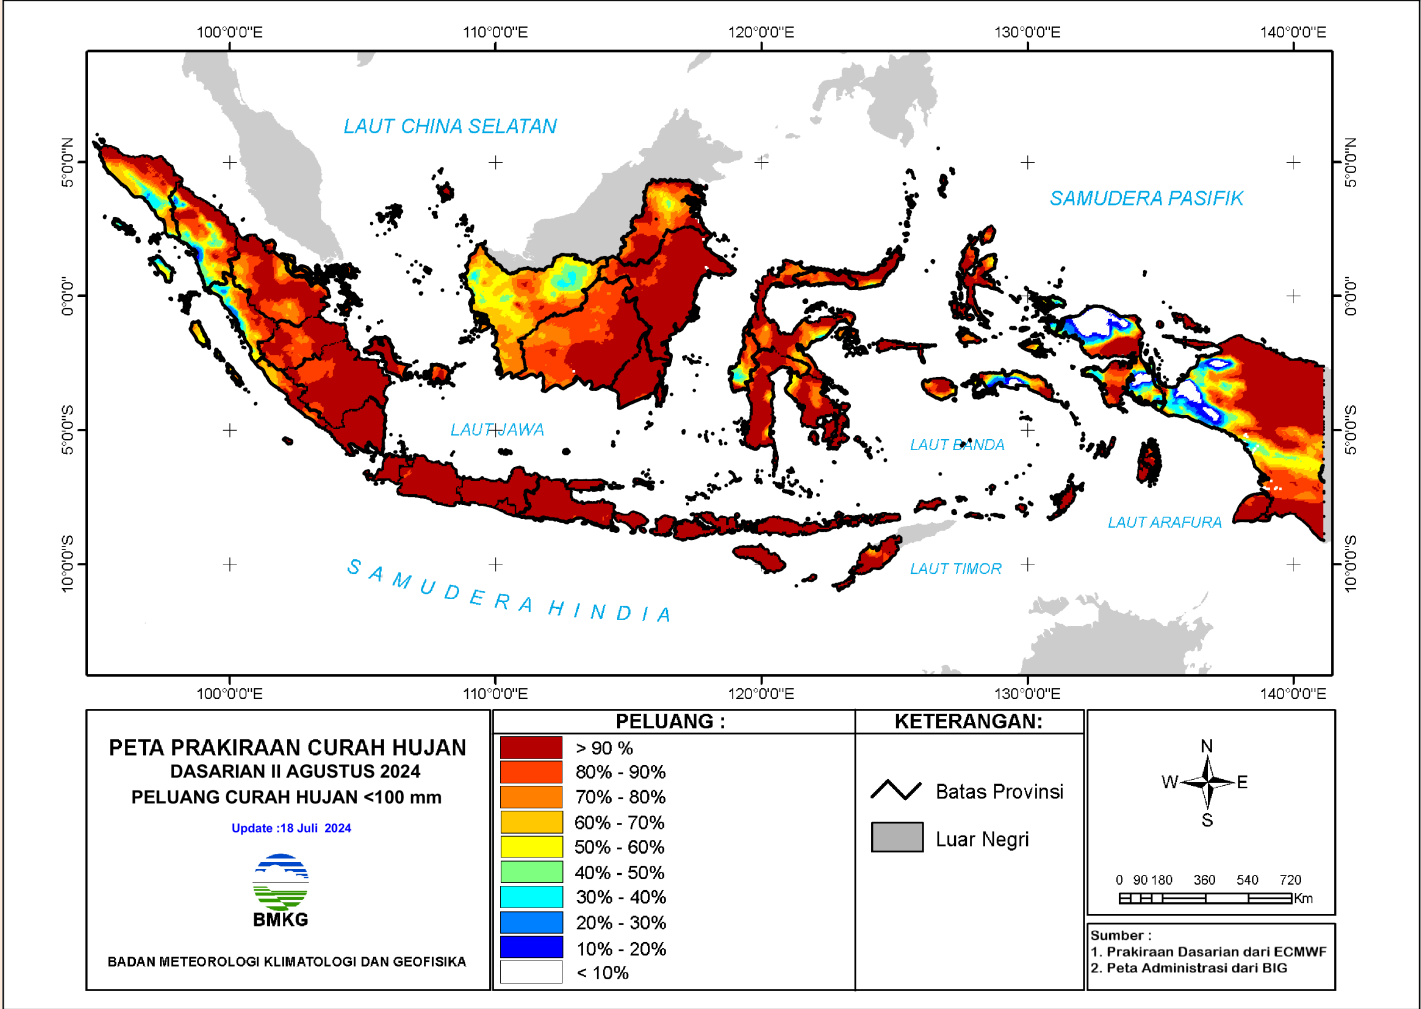 100°0'0"E 110°0'0"E 120°0'0"E 130°0'0"E 140°0'0"E
5°0'0"N 5°0'0"N
0°0'0" 0°0'0"
5°0'0"S 5°0'0"S
10°0'0"S 10°0'0"S
LAUT CHINA SELATAN
SAMUDERA PASIFIK
LAUT JAWA
LAUT BANDA
LAUT ARAFURA
LAUT TIMOR
SAMUDERA HINDIA
100°0'0"E 110°0'0"E 120°0'0"E 130°0'0"E 140°0'0"E
PETA PRAKIRAAN CURAH HUJAN
DASARIAN II AGUSTUS 2024
PELUANG CURAH HUJAN <100 mm
Update :18 Juli 2024
BMKG
BADAN METEOROLOGI KLIMATOLOGI DAN GEOFISIKA
PELUANG :
> 90 %
80% - 90%
70% - 80%
60% - 70%
50% - 60%
40% - 50%
30% - 40%
20% - 30%
10% - 20%
< 10%
KETERANGAN:
Batas Provinsi
Luar Negri
N
W E
S
0 90 180 360 540 720
Km
Sumber :
1. Prakiraan Dasarian dari ECMWF
2. Peta Administrasi dari BIG